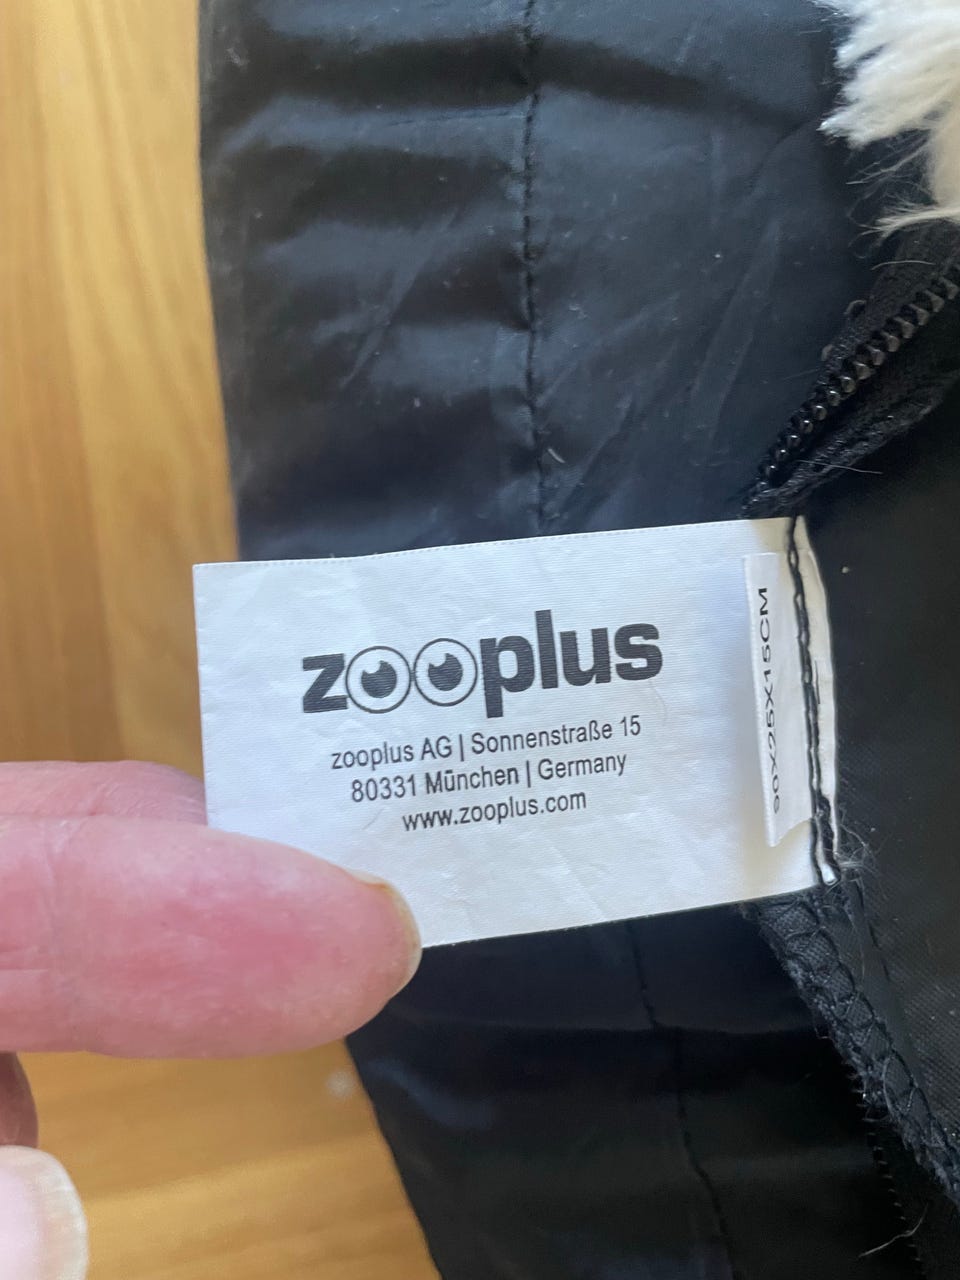 zooplus
zooplus AG | Sonnenstraße 15
80331 München | Germany
www.zooplus.com
90X25X15CM